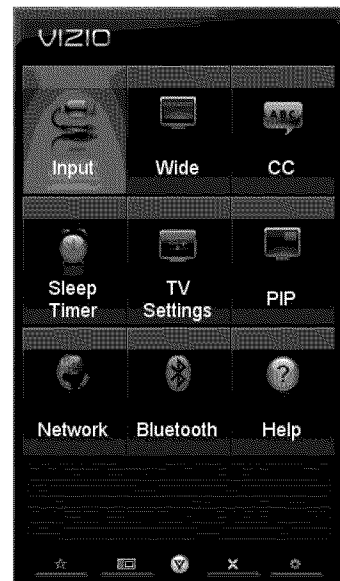 VIZIO
ABC
Input
Wide
CC
Sleep
Timer
TV
Settings
PIP
Network
Bluetooth
?
Help